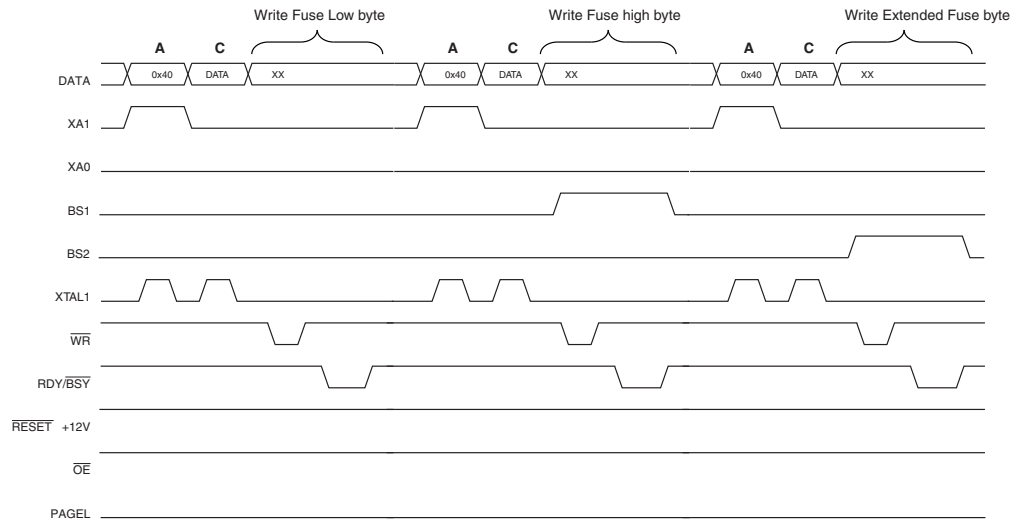 Write Fuse Low byte Write Fuse high byte Write Extended Fuse byte
A C A C A C
DATA 0x40 DATA XX 0x40 DATA XX 0x40 DATA XX
XA1
XA0
BS1
BS2
XTAL1
WR
RDY/BSY
RESET +12V
OE
PAGEL